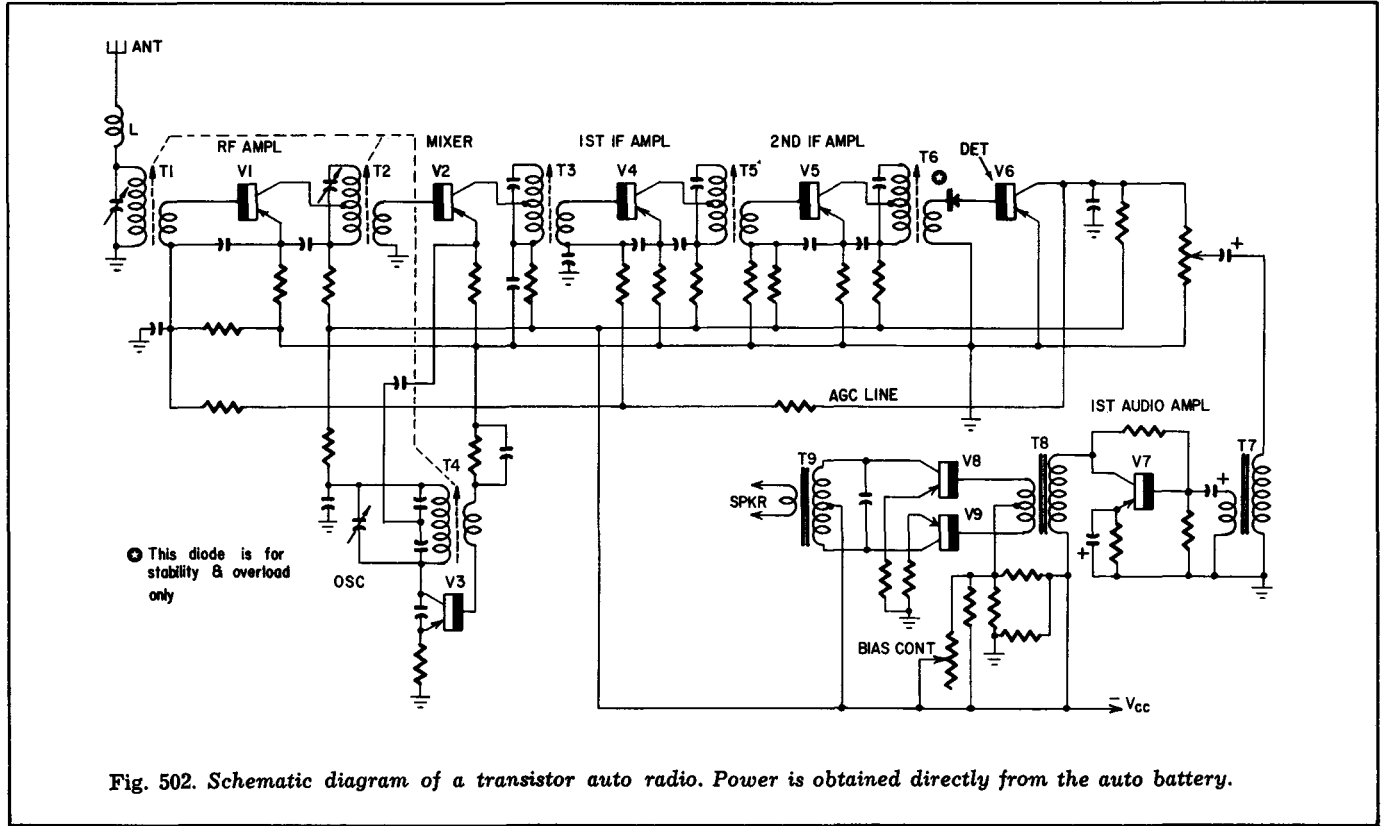 ANT
L
T1
RF AMPL
V1
T2
MIXER
V2
T3
1ST IF AMPL
V4
T5
2ND IF AMPL
V5
T6
✪
DET
V6
+
AGC LINE
1ST AUDIO AMPL
T4
OSC
V3
✪ This diode is for
stability & overload
only
T9
SPKR
V8
V9
T8
V7
+
+
T7
BIAS CONT
− Vcc
Fig. 502. Schematic diagram of a transistor auto radio. Power is obtained directly from the auto battery.